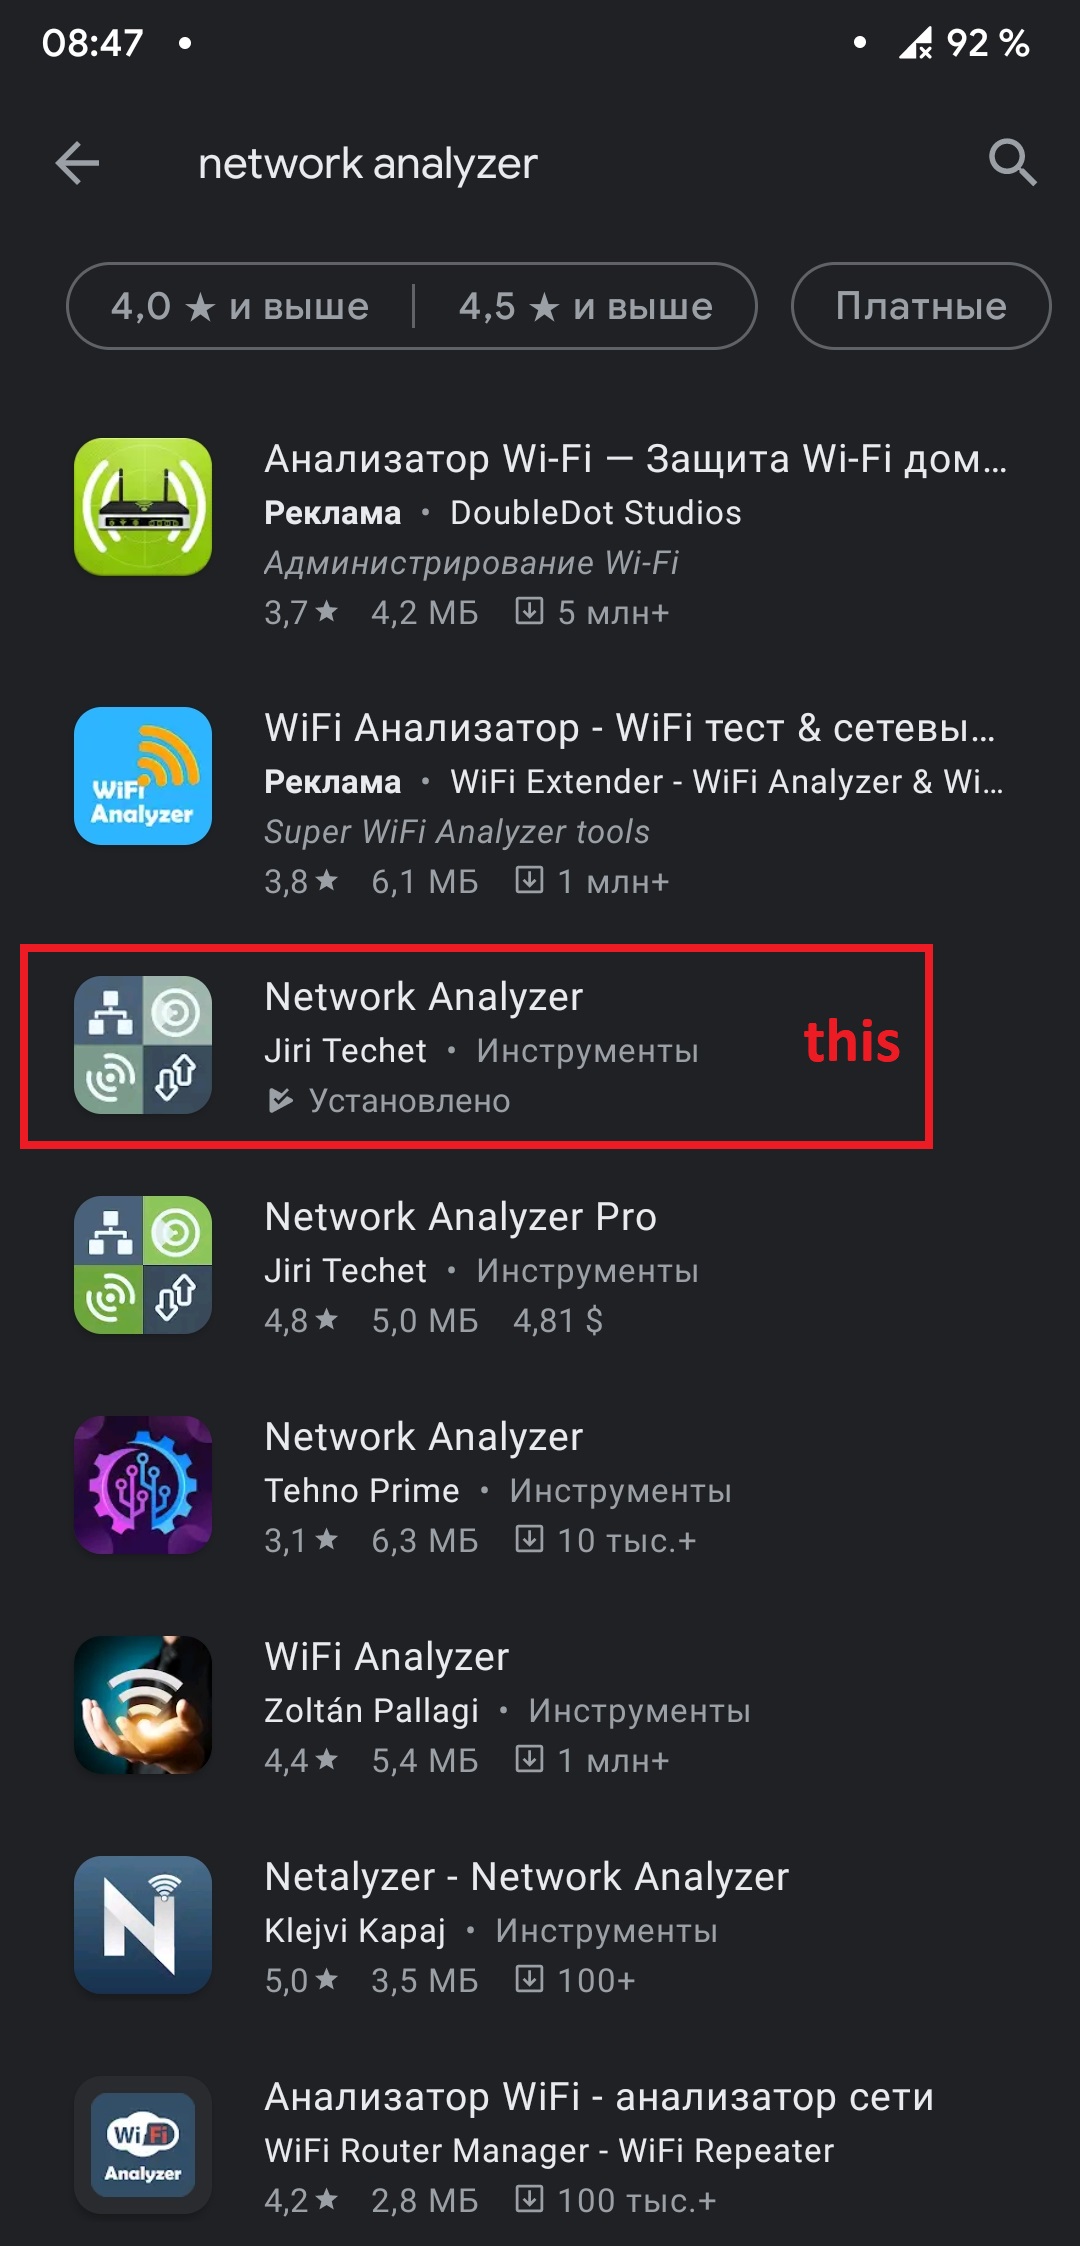 08:47 92 %
network analyzer
4,0 ★ и выше 4,5 ★ и выше Платные
Анализатор Wi-Fi — Защита Wi-Fi дом...
Реклама • DoubleDot Studios
Администрирование Wi-Fi
3,7 ★ 4,2 МБ 5 млн+
WiFi Analyzer
WiFi Анализатор - WiFi тест & сетевы...
Реклама • WiFi Extender - WiFi Analyzer & Wi...
Super WiFi Analyzer tools
3,8 ★ 6,1 МБ 1 млн+
Network Analyzer
Jiri Techet • Инструменты
this
Установлено
Network Analyzer Pro
Jiri Techet • Инструменты
4,8 ★ 5,0 МБ 4,81 $
Network Analyzer
Tehno Prime • Инструменты
3,1 ★ 6,3 МБ 10 тыс.+
WiFi Analyzer
Zoltán Pallagi • Инструменты
4,4 ★ 5,4 МБ 1 млн+
N
Netalyzer - Network Analyzer
Klejvi Kapaj • Инструменты
5,0 ★ 3,5 МБ 100+
WiFi Analyzer
Анализатор WiFi - анализатор сети
WiFi Router Manager - WiFi Repeater
4,2 ★ 2,8 МБ 100 тыс.+